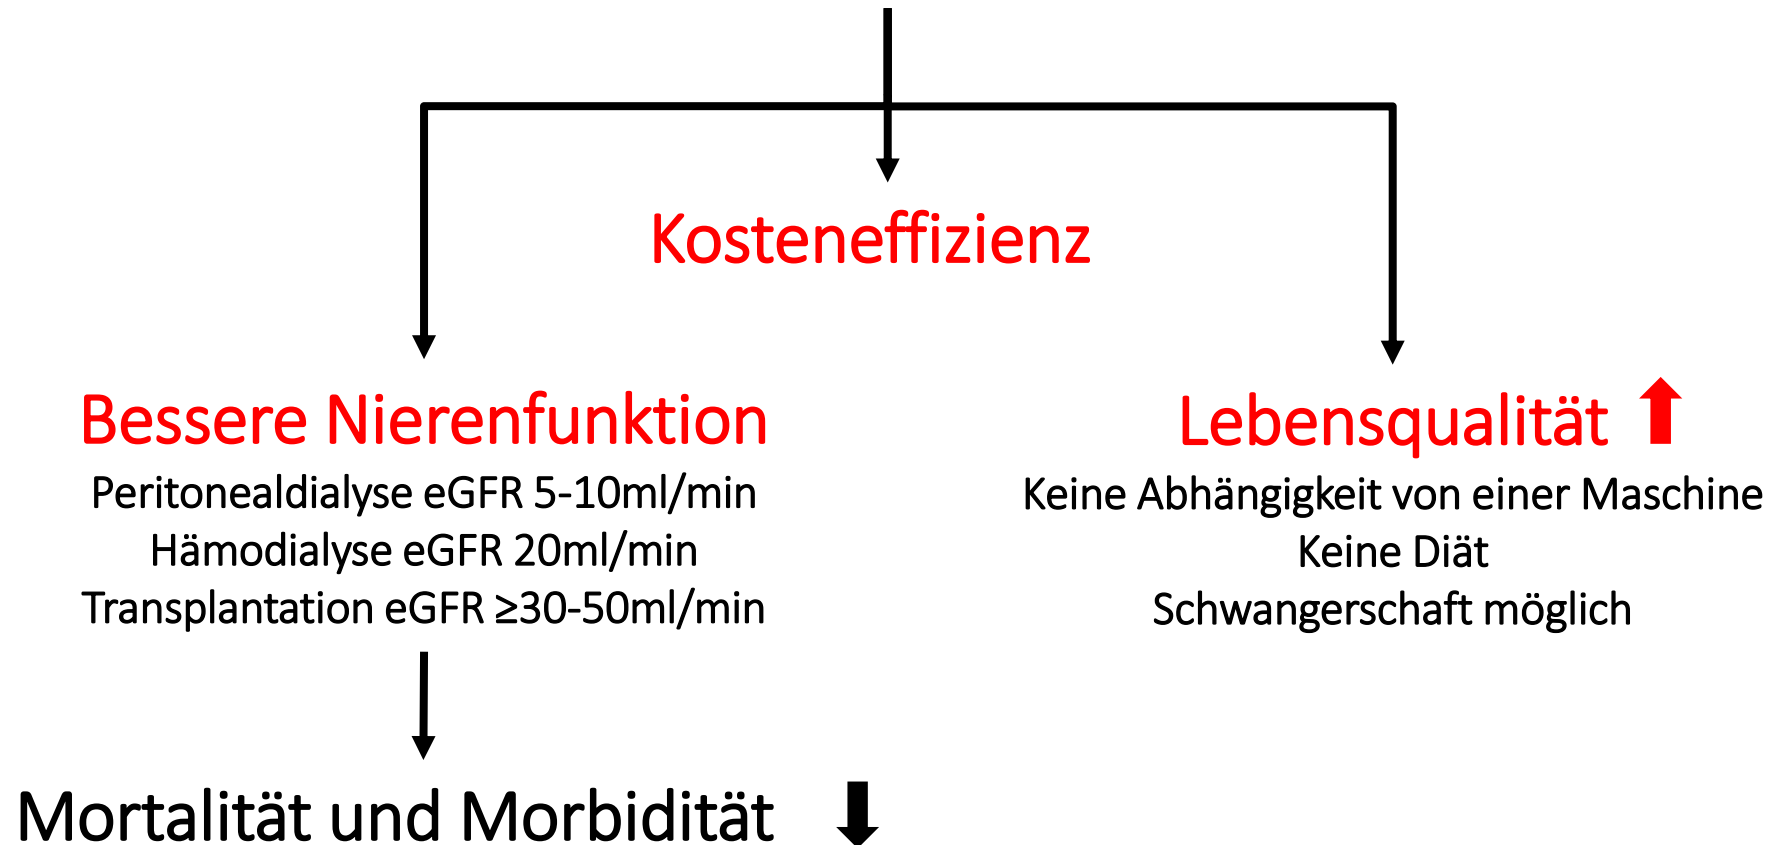 Kosteneffizienz
Bessere Nierenfunktion
Peritonealdialyse eGFR 5-10ml/min
Hämodialyse eGFR 20ml/min
Transplantation eGFR ≥30-50ml/min
Lebensqualität
Keine Abhängigkeit von einer Maschine
Keine Diät
Schwangerschaft möglich
Mortalität und Morbidität